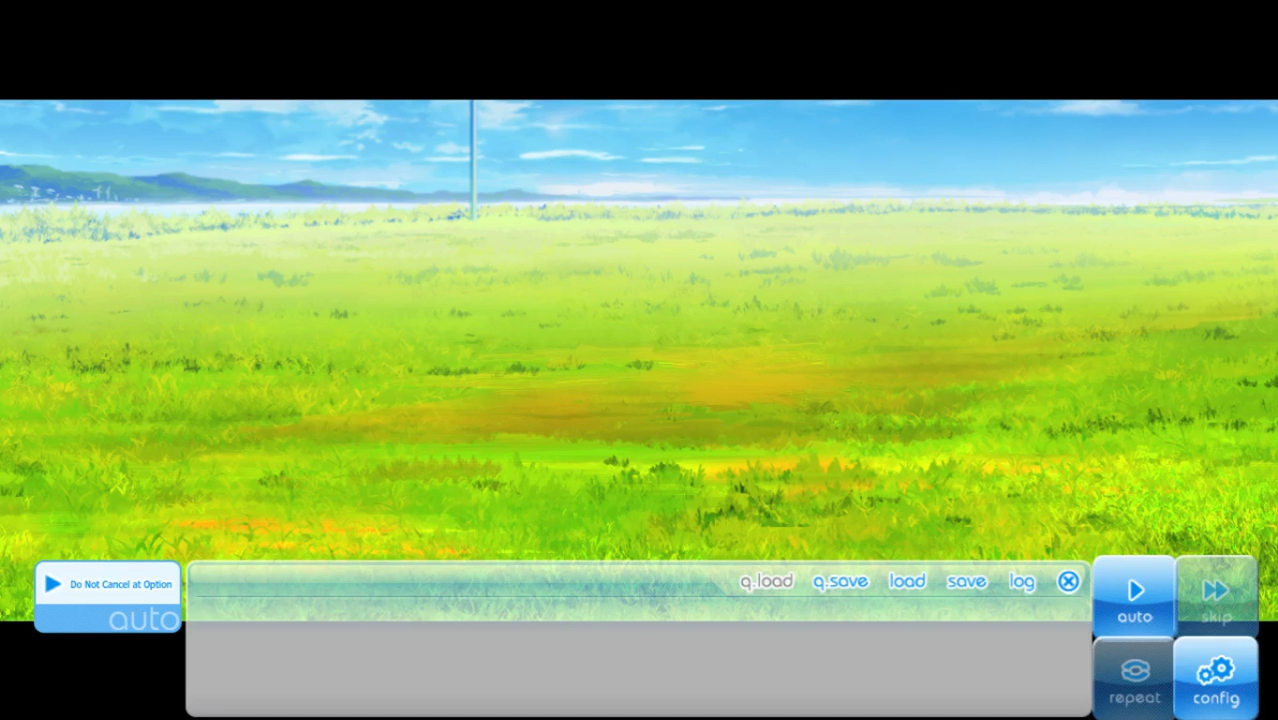 Do Not Cancel at Option
auto
q.load q.save load save log
auto
skip
repeat
config